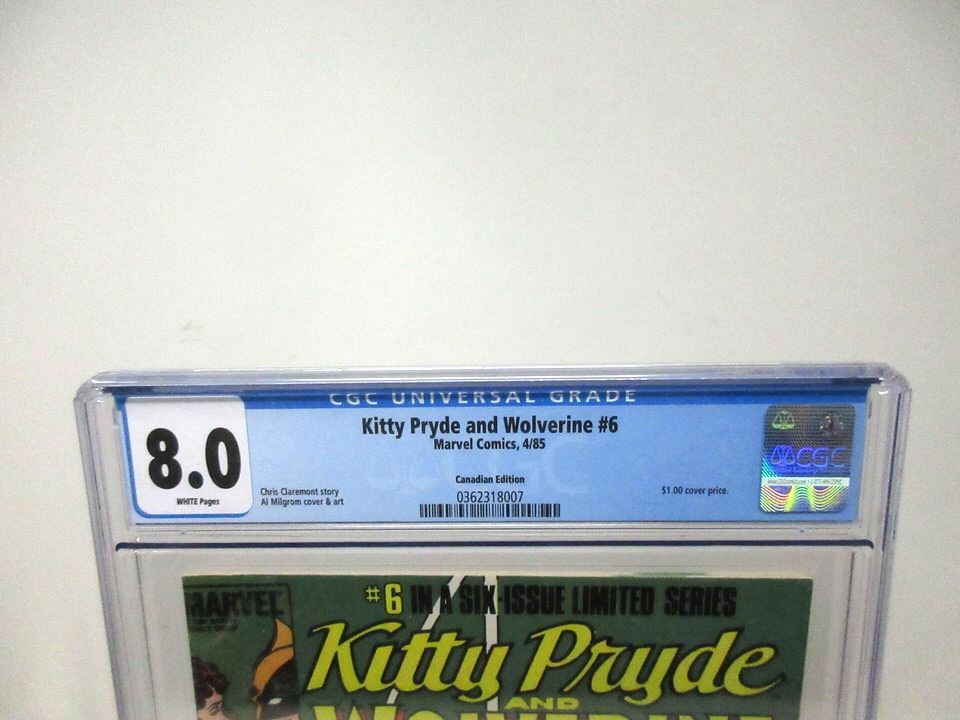 CGC UNIVERSAL GRADE
8.0
WHITE Pages
Kitty Pryde and Wolverine #6
Marvel Comics, 4/85
Canadian Edition
Chris Claremont story
Al Milgrom cover & art
0362318007
$1.00 cover price.
CGC
MARVEL
#6 IN A SIX-ISSUE LIMITED SERIES
Kitty Pryde
AND
WOLVERINE